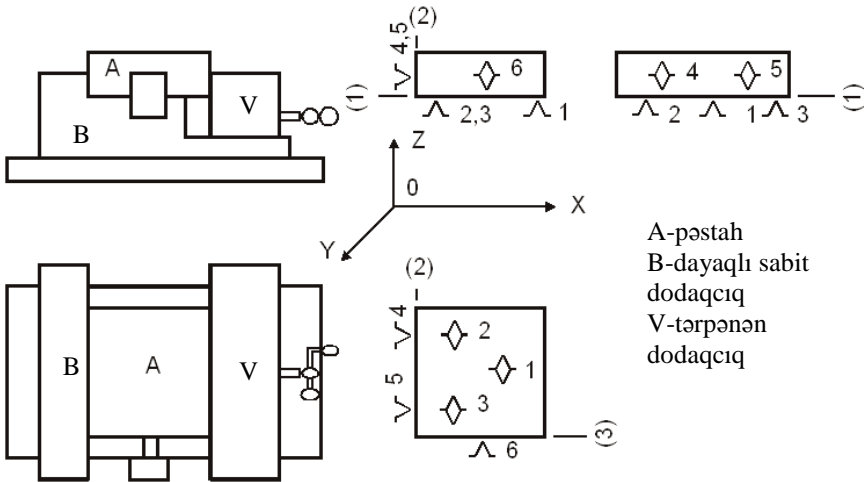 (2)
4,5
A
B
V
(1)
6
2,3
1
4
5
2
1
3
(1)
Z
0
X
Y
A-pəstah
B-dayaqlı sabit
dodaqcıq
V-tərpənən
dodaqcıq
(2)
B
A
V
4
5
2
1
3
6
(3)